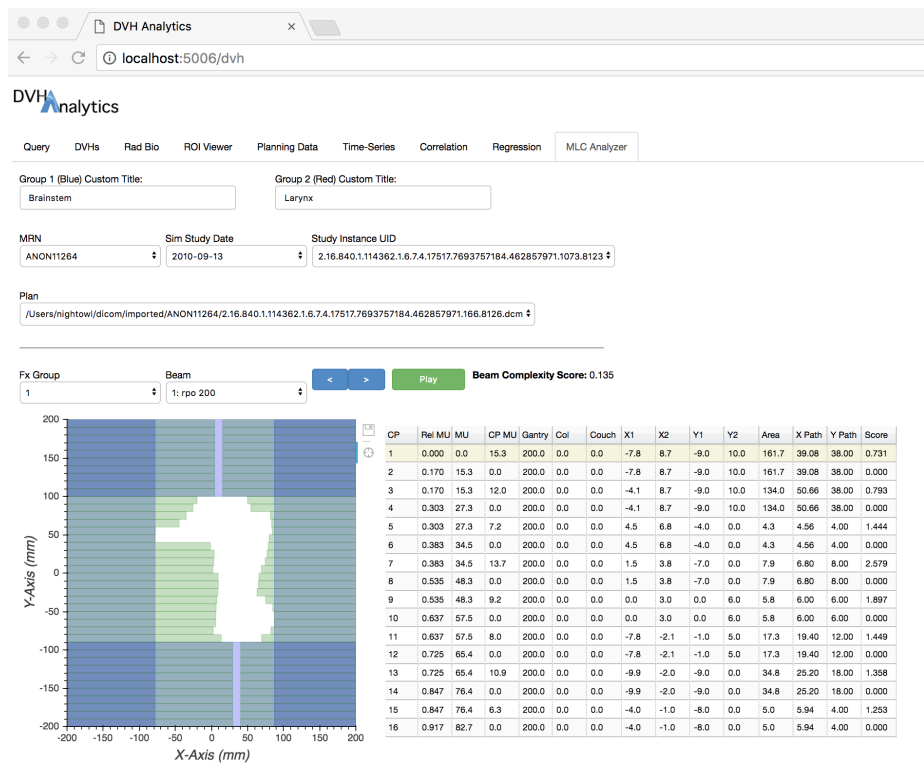 DVH Analytics
localhost:5006/dvh
DVH Analytics
Query DVHs Rad Bio ROI Viewer Planning Data Time-Series Correlation Regression MLC Analyzer
Group 1 (Blue) Custom Title: Group 2 (Red) Custom Title:
Brainstem Larynx
MRN Sim Study Date Study Instance UID
ANON11264 2010-09-13 2.16.840.1.114362.1.6.7.4.17517.7693757184.462857971.1073.8123
Plan
/Users/nightowl/dicom/imported/ANON11264/2.16.840.1.114362.1.6.7.4.17517.7693757184.462857971.166.8126.dcm
Fx Group Beam
1 1: rpo 200 < > Play Beam Complexity Score: 0.135
200
150
100
50
0
-50
-100
-150
-200
Y-Axis (mm)
-200 -150 -100 -50 0 50 100 150 200
X-Axis (mm)
CP Rel MU MU CP MU Gantry Col Couch X1 X2 Y1 Y2 Area X Path Y Path Score
1 0.000 0.0 15.3 200.0 0.0 0.0 -7.8 8.7 -9.0 10.0 161.7 39.08 38.00 0.731
2 0.170 15.3 0.0 200.0 0.0 0.0 -7.8 8.7 -9.0 10.0 161.7 39.08 38.00 0.000
3 0.170 15.3 12.0 200.0 0.0 0.0 -4.1 8.7 -9.0 10.0 134.0 50.66 38.00 0.793
4 0.303 27.3 0.0 200.0 0.0 0.0 -4.1 8.7 -9.0 10.0 134.0 50.66 38.00 0.000
5 0.303 27.3 7.2 200.0 0.0 0.0 4.5 6.8 -4.0 0.0 4.3 4.56 4.00 1.444
6 0.383 34.5 0.0 200.0 0.0 0.0 4.5 6.8 -4.0 0.0 4.3 4.56 4.00 0.000
7 0.383 34.5 13.7 200.0 0.0 0.0 1.5 3.8 -7.0 0.0 7.9 6.80 8.00 2.579
8 0.535 48.3 0.0 200.0 0.0 0.0 1.5 3.8 -7.0 0.0 7.9 6.80 8.00 0.000
9 0.535 48.3 9.2 200.0 0.0 0.0 0.0 3.0 0.0 6.0 5.8 6.00 6.00 1.897
10 0.637 57.5 0.0 200.0 0.0 0.0 0.0 3.0 0.0 6.0 5.8 6.00 6.00 0.000
11 0.637 57.5 8.0 200.0 0.0 0.0 -7.8 -2.1 -1.0 5.0 17.3 19.40 12.00 1.449
12 0.725 65.4 0.0 200.0 0.0 0.0 -7.8 -2.1 -1.0 5.0 17.3 19.40 12.00 0.000
13 0.725 65.4 10.9 200.0 0.0 0.0 -9.9 -2.0 -9.0 0.0 34.8 25.20 18.00 1.358
14 0.847 76.4 0.0 200.0 0.0 0.0 -9.9 -2.0 -9.0 0.0 34.8 25.20 18.00 0.000
15 0.847 76.4 6.3 200.0 0.0 0.0 -4.0 -1.0 -8.0 0.0 5.0 5.94 4.00 1.253
16 0.917 82.7 0.0 200.0 0.0 0.0 -4.0 -1.0 -8.0 0.0 5.0 5.94 4.00 0.000